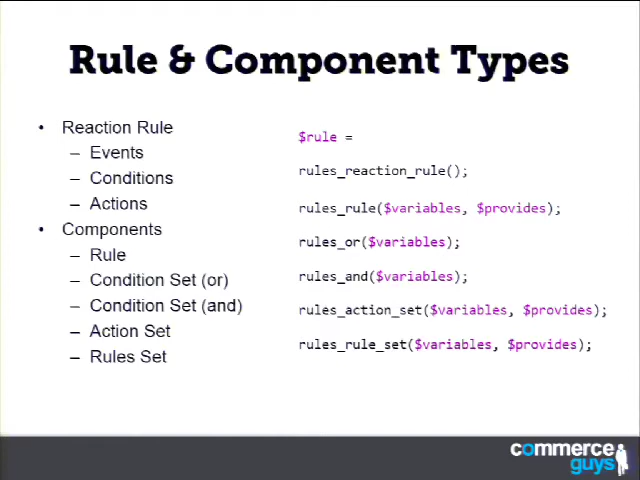 Rule & Component Types
• Reaction Rule
– Events
– Conditions
– Actions
• Components
– Rule
– Condition Set (or)
– Condition Set (and)
– Action Set
– Rules Set
$rule =
rules_reaction_rule();
rules_rule($variables, $provides);
rules_or($variables);
rules_and($variables);
rules_action_set($variables, $provides);
rules_rule_set($variables, $provides);
commerce
guys